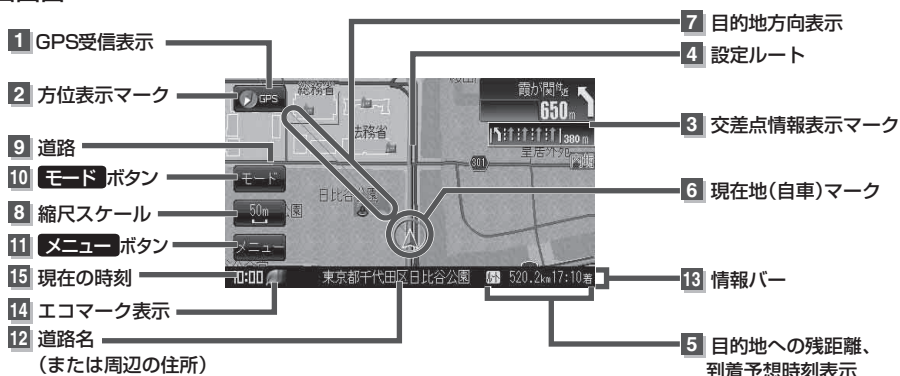 1 GPS受信表示
2 方位表示マーク
9 道路
10 モード ボタン
8 縮尺スケール
11 メニュー ボタン
15 現在の時刻
14 エコマーク表示
12 道路名
(または周辺の住所)
7 目的地方向表示
4 設定ルート
3 交差点情報表示マーク
6 現在地(自車)マーク
13 情報バー
5 目的地への残距離、
到着予想時刻表示
GPS
総務省
法務省
霞が関付近
650m
380m
301
モード
日比谷公園
50m
公園
メニュー
10:00
東京都千代田区日比谷公園
520.2km 17:10着